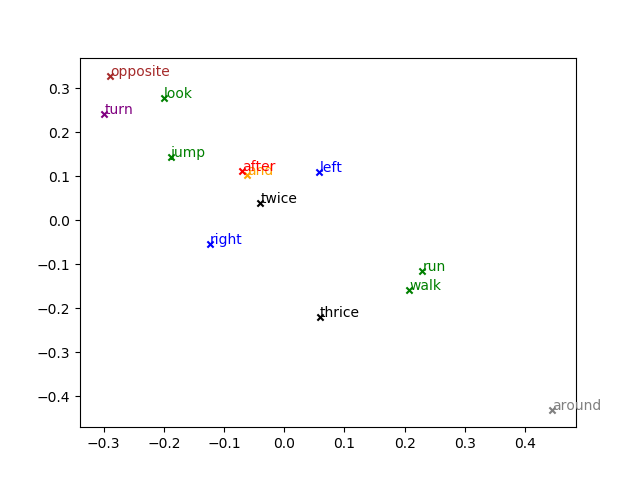 opposite
look
turn
jump
after
and
left
twice
right
run
walk
thrice
around
0.3
0.2
0.1
0.0
−0.1
−0.2
−0.3
−0.4
−0.3 −0.2 −0.1 0.0 0.1 0.2 0.3 0.4